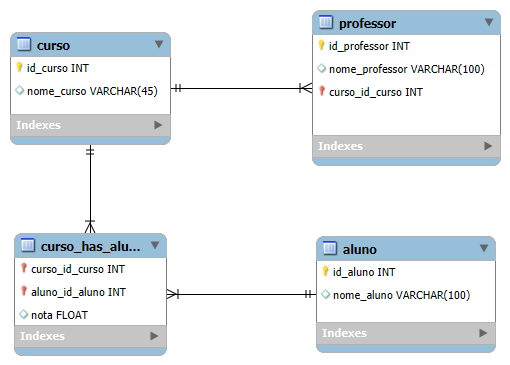 curso
id_curso INT
nome_curso VARCHAR(45)
Indexes
professor
id_professor INT
nome_professor VARCHAR(100)
curso_id_curso INT
Indexes
curso_has_alu...
curso_id_curso INT
aluno_id_aluno INT
nota FLOAT
Indexes
aluno
id_aluno INT
nome_aluno VARCHAR(100)
Indexes